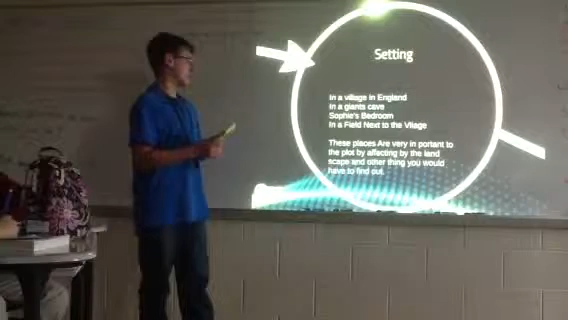 Setting
In a village in England
In a giants cave
Sophie's Bedroom
In a Field Next to the Vilage
These places Are very in portant to
the plot by affecting by the land
scape and other thing you would
have to find out.